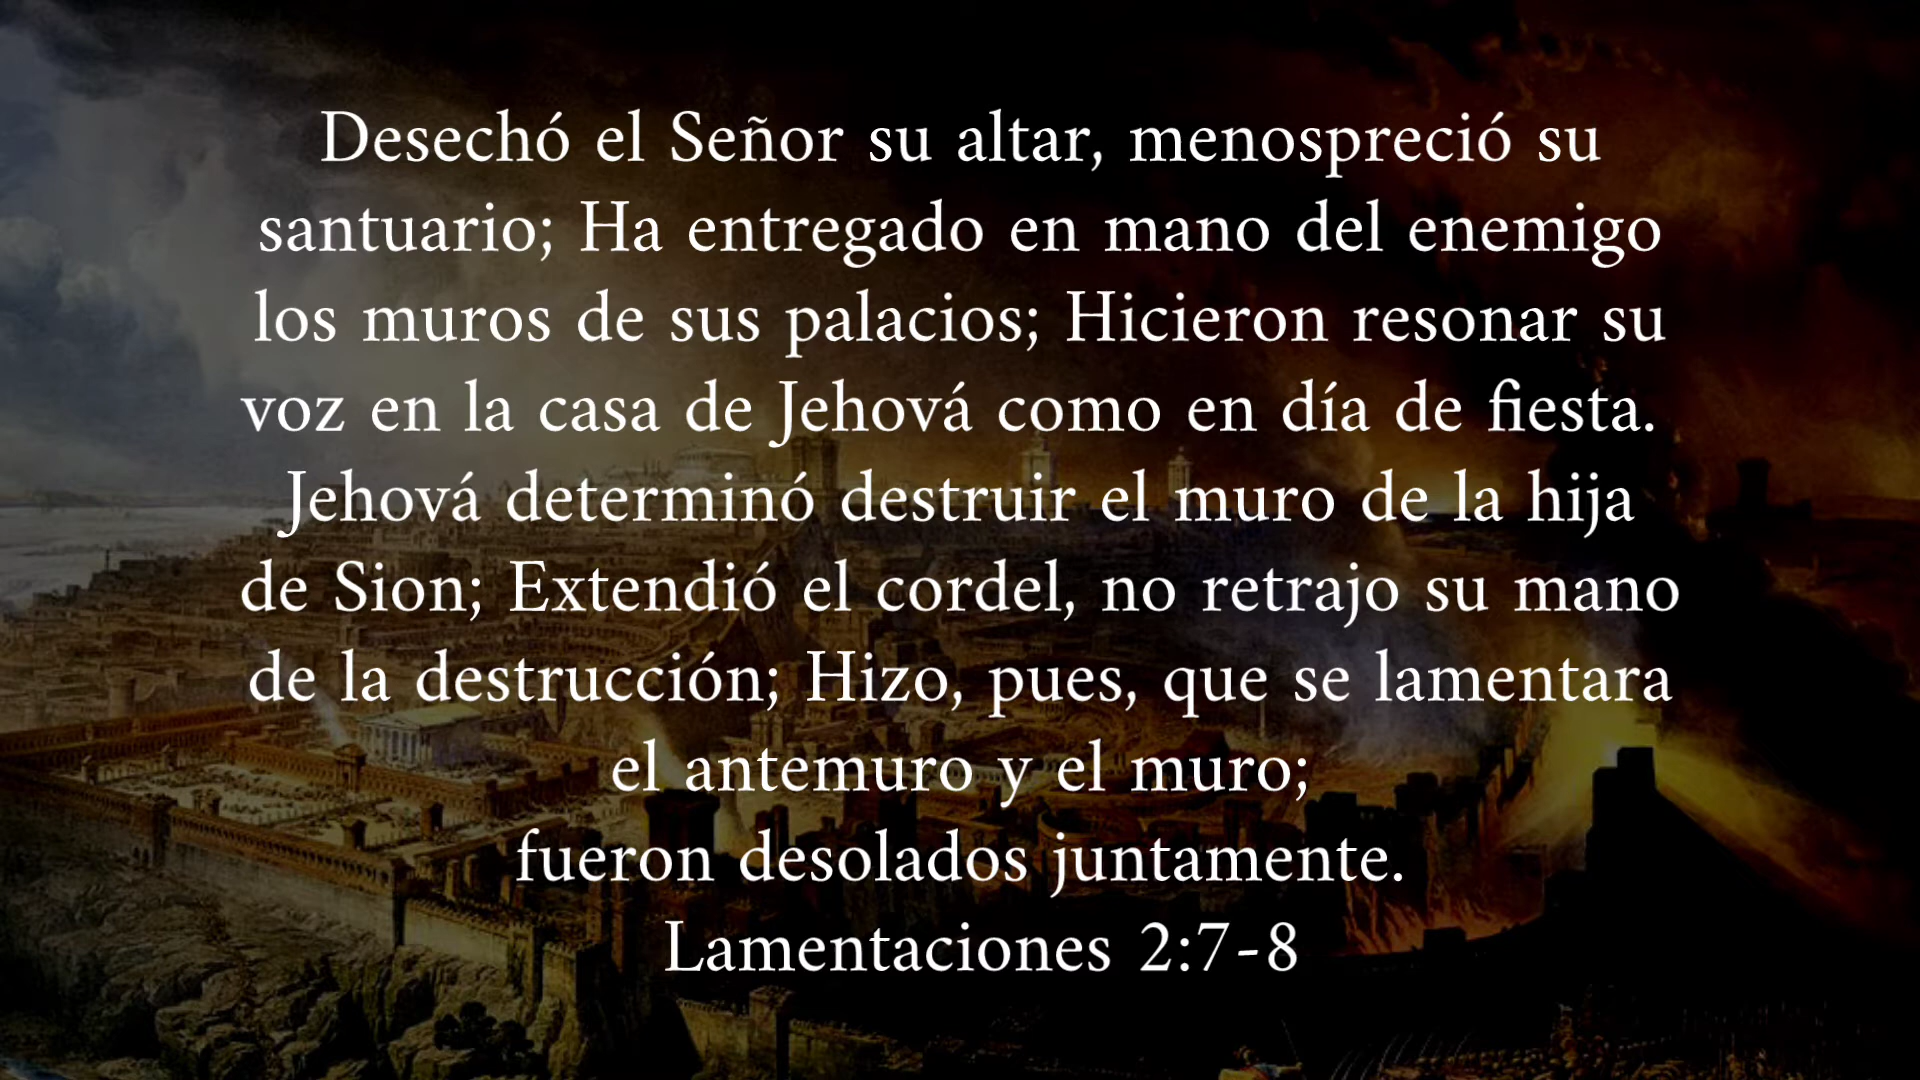 Desechó el Señor su altar, menospreció su
santuario; Ha entregado en mano del enemigo
los muros de sus palacios; Hicieron resonar su
voz en la casa de Jehová como en día de fiesta.
Jehová determinó destruir el muro de la hija
de Sion; Extendió el cordel, no retrajo su mano
de la destrucción; Hizo, pues, que se lamentara
el antemuro y el muro;
fueron desolados juntamente.
Lamentaciones 2:7-8